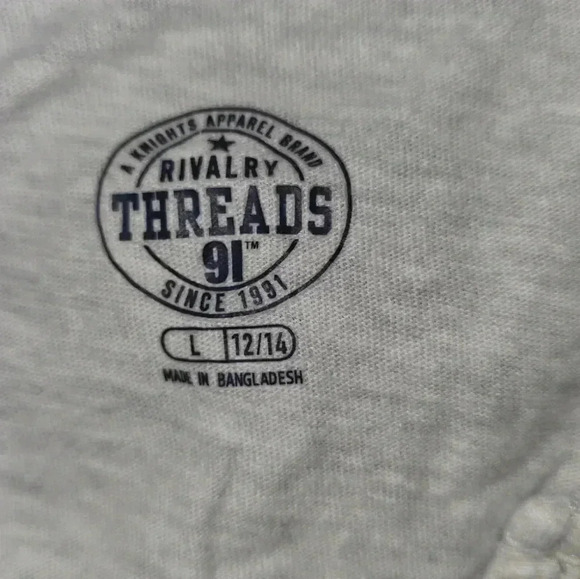 A KNIGHTS APPAREL BRAND
RIVALRY
THREADS
91™
SINCE 1991
L 12/14
MADE IN BANGLADESH